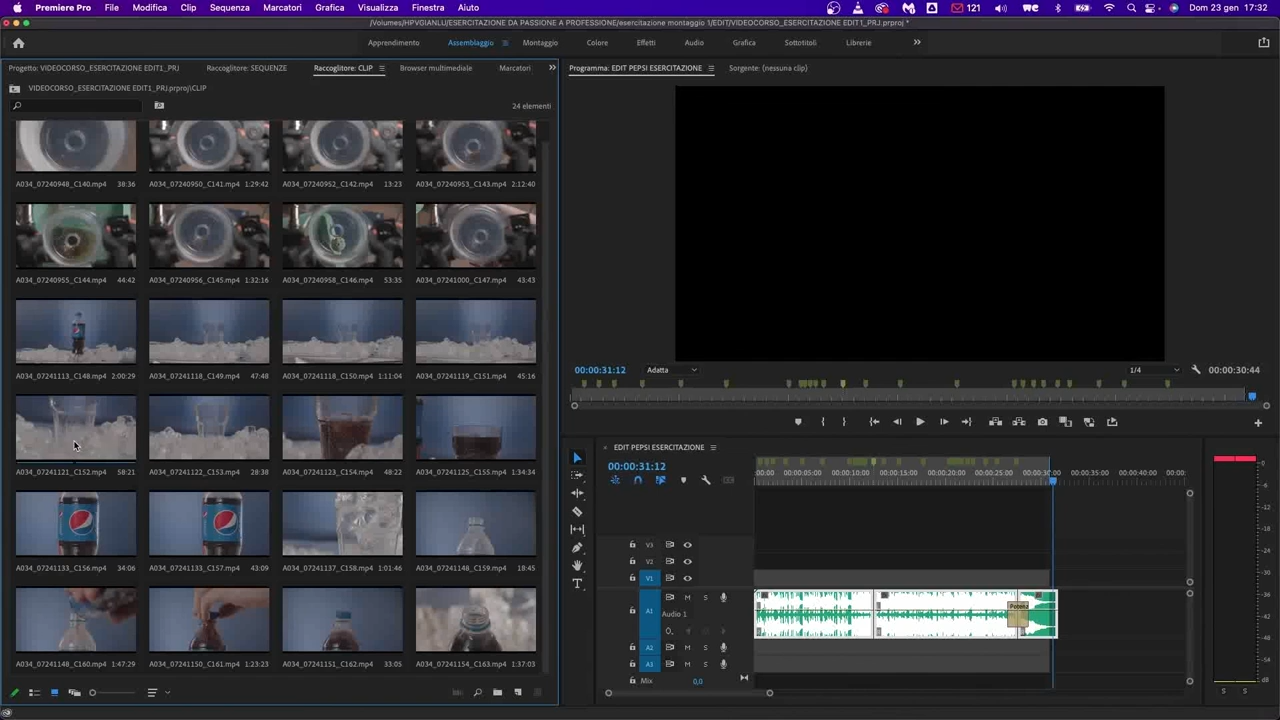 Premiere Pro File Modifica Clip Sequenza Marcatori Grafica Visualizza Finestra Aiuto 121 Dom 23 gen 17:32
/Volumes/HPVGIANLU/ESERCITAZIONE DA PASSIONE A PROFESSIONE/esercitazione montaggio 1/EDIT/VIDEOCORSO_ESERCITAZIONE EDIT1_PRJ.prproj *
Apprendimento Assemblaggio Montaggio Colore Effetti Audio Grafica Sottotitoli Librerie
Progetto: VIDEOCORSO_ESERCITAZIONE EDIT1_PRJ Raccoglitore: SEQUENZE Raccoglitore: CLIP Browser multimediale Marcatori
Programma: EDIT PEPSI ESERCITAZIONE Sorgente: (nessuna clip)
VIDEOCORSO_ESERCITAZIONE EDIT1_PRJ.prproj\CLIP
24 elementi
A034_07240948_C140.mp4 38:36 A034_07240950_C141.mp4 1:29:42 A034_07240952_C142.mp4 13:23 A034_07240953_C143.mp4 2:12:40
A034_07240955_C144.mp4 44:42 A034_07240956_C145.mp4 1:32:16 A034_07240958_C146.mp4 53:35 A034_07241000_C147.mp4 43:43
A034_07241113_C148.mp4 2:00:29 A034_07241118_C149.mp4 47:48 A034_07241118_C150.mp4 1:11:04 A034_07241119_C151.mp4 45:16
A034_07241121_C152.mp4 58:21 A034_07241122_C153.mp4 28:38 A034_07241123_C154.mp4 48:22 A034_07241125_C155.mp4 1:34:34
A034_07241133_C156.mp4 34:06 A034_07241133_C157.mp4 43:09 A034_07241137_C158.mp4 1:01:46 A034_07241148_C159.mp4 18:45
A034_07241148_C160.mp4 1:47:29 A034_07241150_C161.mp4 1:23:23 A034_07241151_C162.mp4 33:05 A034_07241154_C163.mp4 1:37:03
00:00:31:12 Adatta 1/4 00:00:30:44
EDIT PEPSI ESERCITAZIONE
00:00:31:12
:00:00 00:00:05:00 00:00:10:00 00:00:15:00 00:00:20:00 00:00:25:00 00:00:30:00 00:00:35:00 00:00:40:00 00:00:
V3
V2
V1
A1 M S
Audio 1
A2 M S
A3 M S
Mix 0,0
Potenz
0
-6
-12
-18
-24
-30
-36
-42
-48
-54
dB
S S